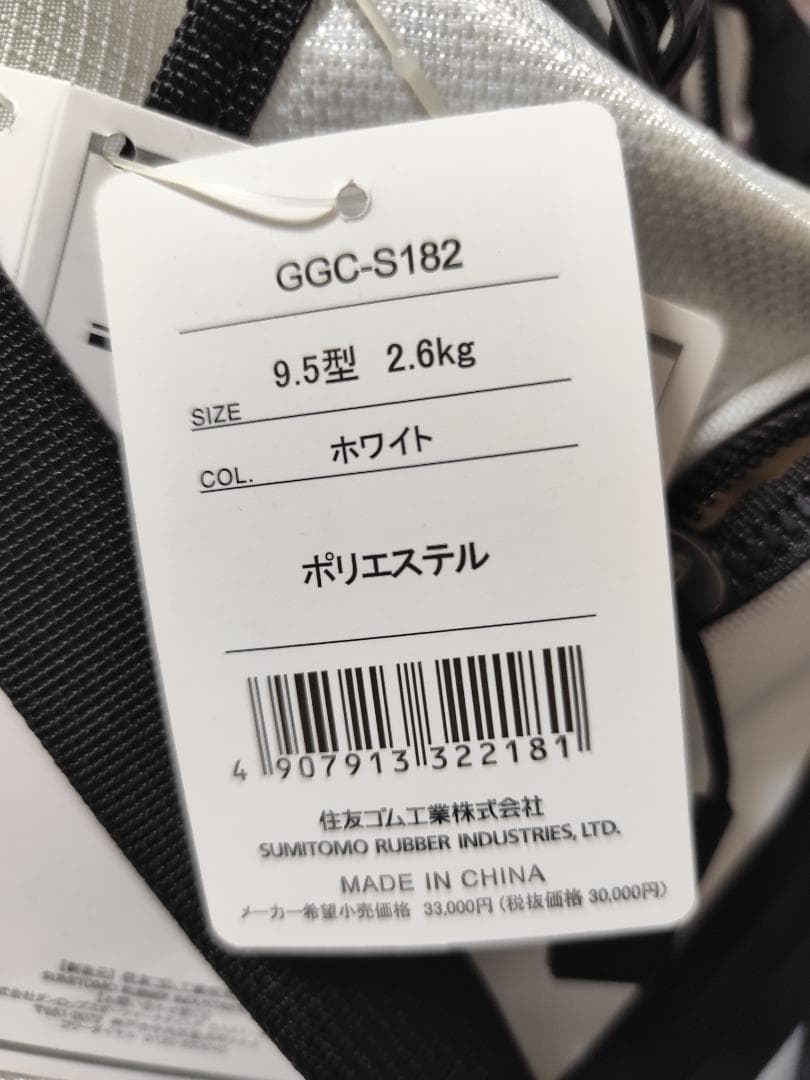 GGC-S182
9.5型 2.6kg
SIZE
ホワイト
COL.
ポリエステル
4 907913 322181
住友ゴム工業株式会社
SUMITOMO RUBBER INDUSTRIES, LTD.
MADE IN CHINA
メーカー希望小売価格 33,000円 (税抜価格 30,000円)